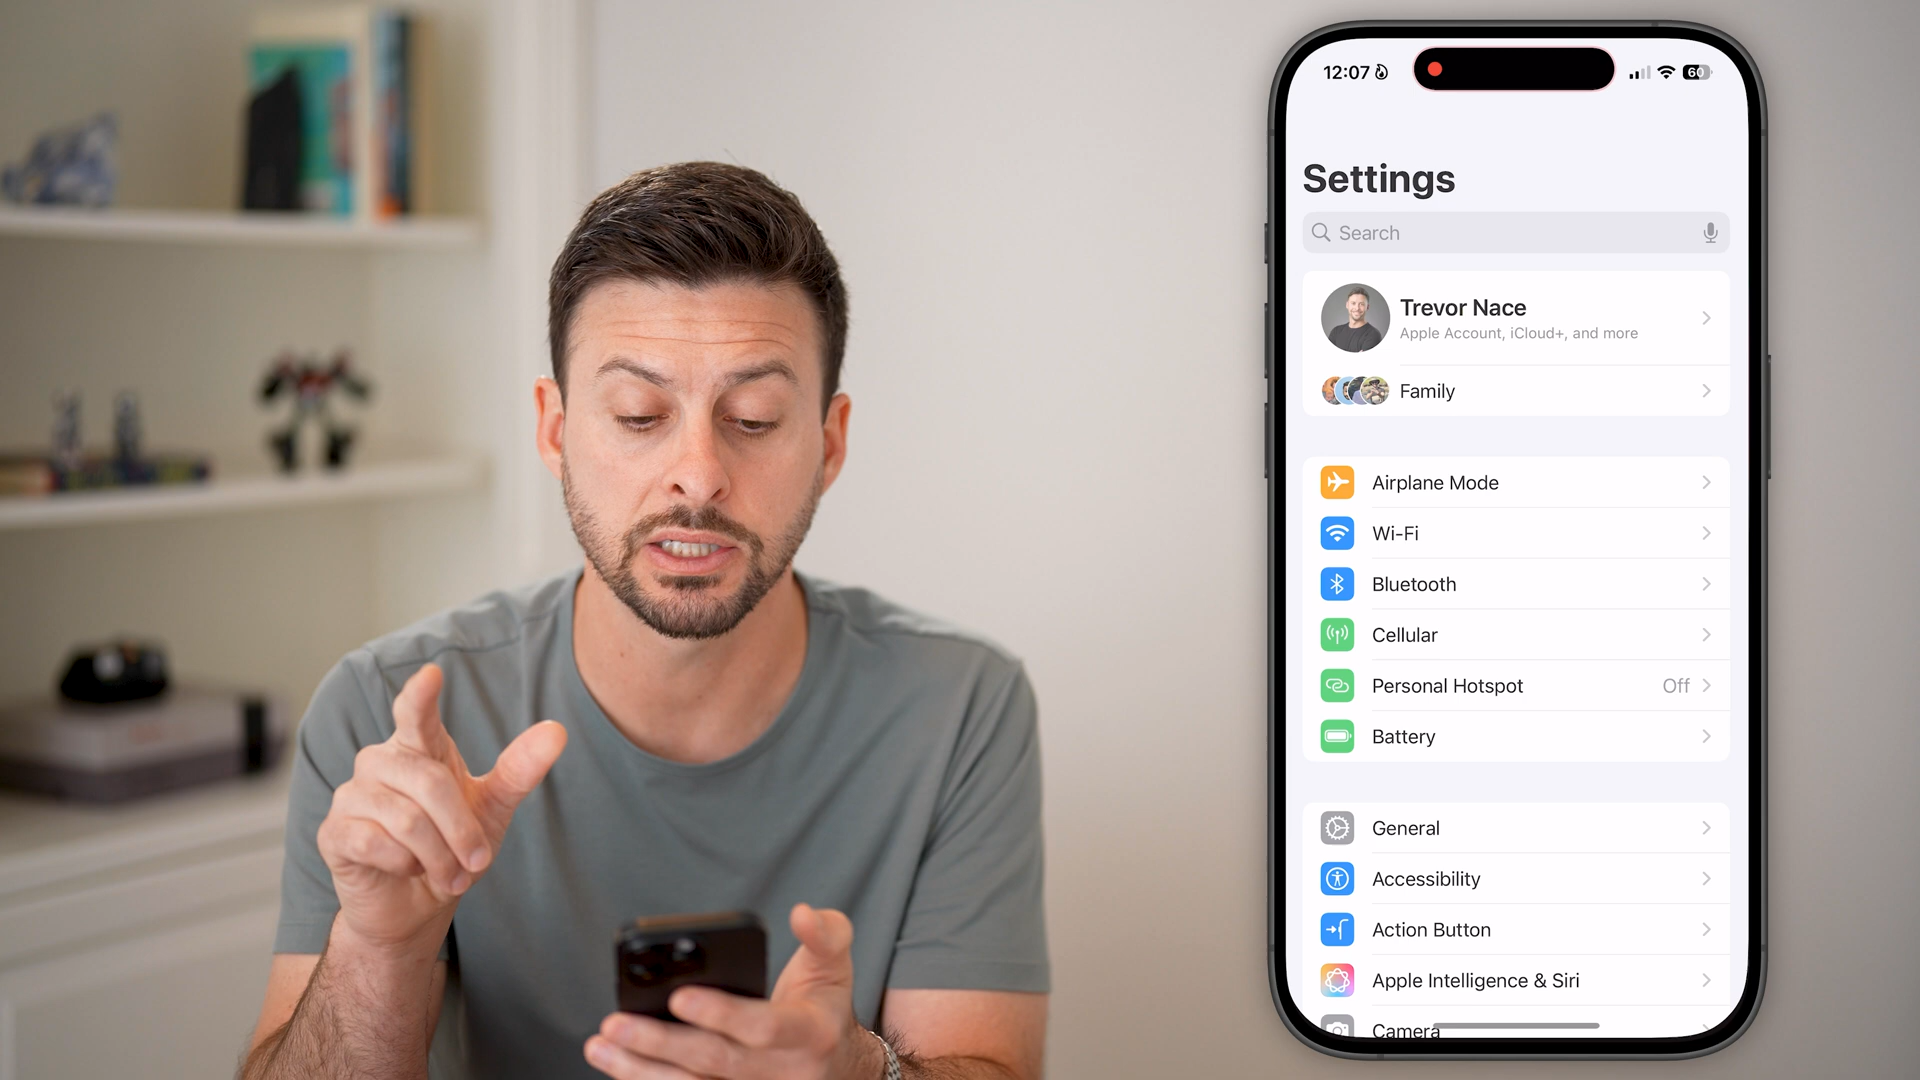 12:07
60
Settings
Search
Trevor Nace
Apple Account, iCloud+, and more
Family
Airplane Mode
Wi-Fi
Bluetooth
Cellular
Personal Hotspot Off
Battery
General
Accessibility
Action Button
Apple Intelligence & Siri
Camera